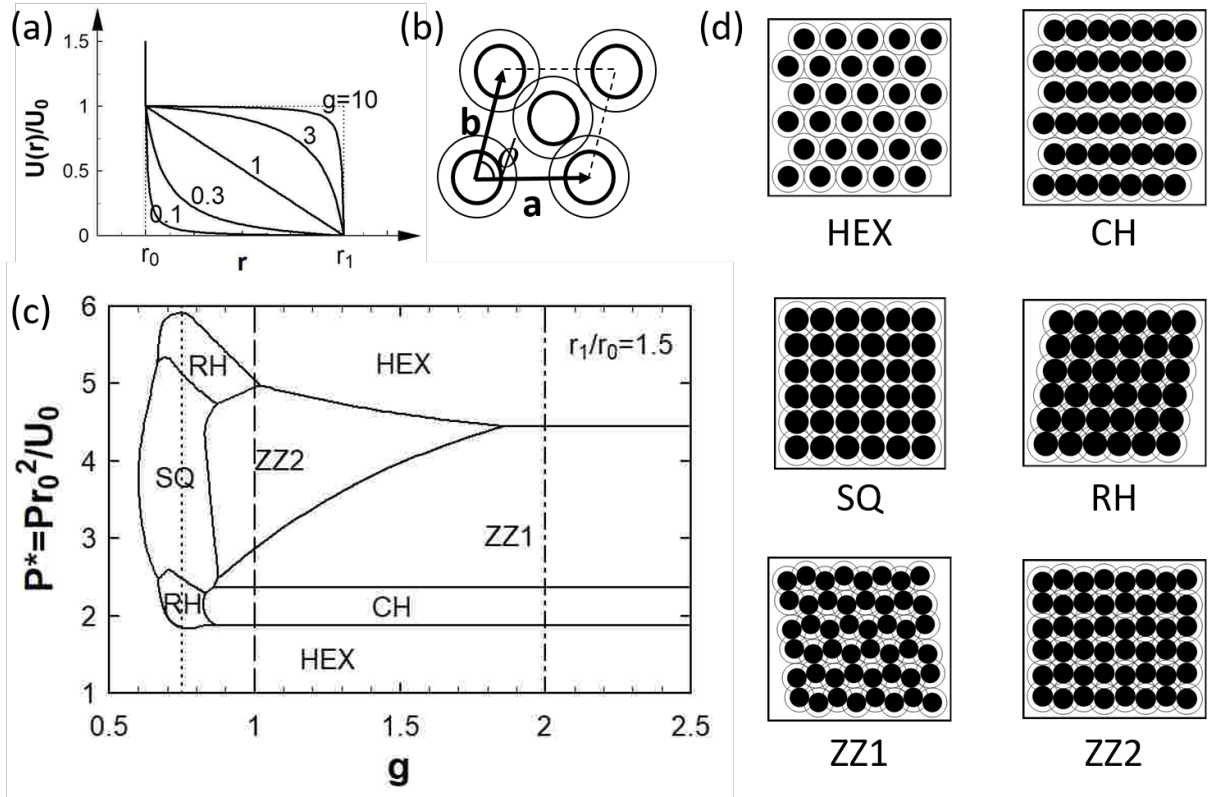 (a)
1.5
1
0.5
0
U(r)/U₀
g=10
3
1
0.3
0.1
r₀
r
r₁
(b)
b
φ
a
(c)
6
5
4
3
2
1
P*=Pr₀²/U₀
r₁/r₀=1.5
RH
HEX
SQ
ZZ2
ZZ1
RH
CH
HEX
0.5
1
1.5
2
2.5
g
(d)
HEX
CH
SQ
RH
ZZ1
ZZ2